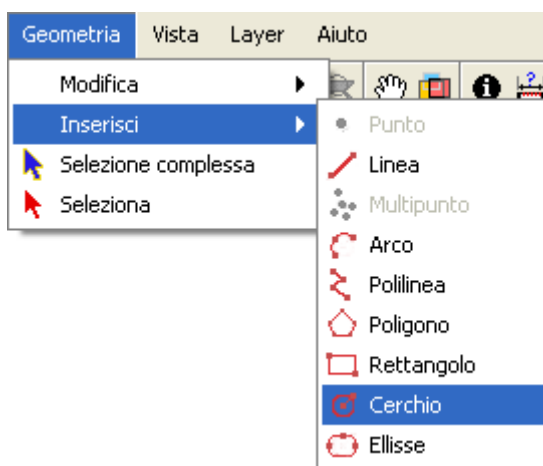 Geometria Vista Layer Aiuto
Modifica
Inserisci
Selezione complessa
Seleziona
Punto
Linea
Multipunto
Arco
Polilinea
Poligono
Rettangolo
Cerchio
Ellisse